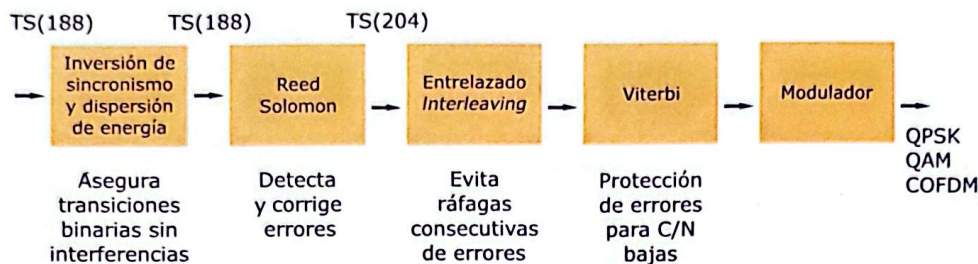 TS(188)
TS(188)
TS(204)
Inversión de
sincronismo
y dispersión
de energía
Reed
Solomon
Entrelazado
Interleaving
Viterbi
Modulador
QPSK
QAM
COFDM
Asegura
transiciones
binarias sin
interferencias
Detecta
y corrige
errores
Evita
ráfagas
consecutivas
de errores
Protección
de errores
para C/N
bajas